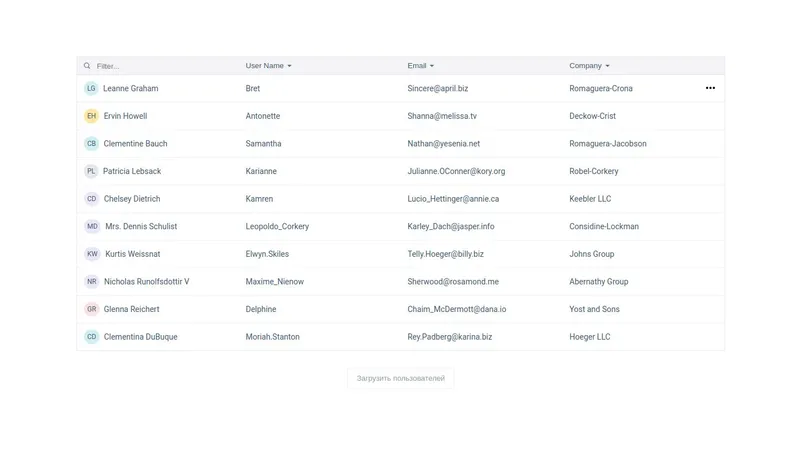 Filter... User Name Email Company
LG Leanne Graham Bret Sincere@april.biz Romaguera-Crona
EH Ervin Howell Antonette Shanna@melissa.tv Deckow-Crist
CB Clementine Bauch Samantha Nathan@yesenia.net Romaguera-Jacobson
PL Patricia Lebsack Karianne Julianne.OConner@kory.org Robel-Corkery
CD Chelsey Dietrich Kamren Lucio_Hettinger@annie.ca Keebler LLC
MD Mrs. Dennis Schulist Leopoldo_Corkery Karley_Dach@jasper.info Considine-Lockman
KW Kurtis Weissnat Elwyn.Skiles Telly.Hoeger@billy.biz Johns Group
NR Nicholas Runolfsdottir V Maxime_Nienow Sherwood@rosamond.me Abernathy Group
GR Glenna Reichert Delphine Chaim_McDermott@dana.io Yost and Sons
CD Clementina DuBuque Moriah.Stanton Rey.Padberg@karina.biz Hoeger LLC
Загрузить пользователей